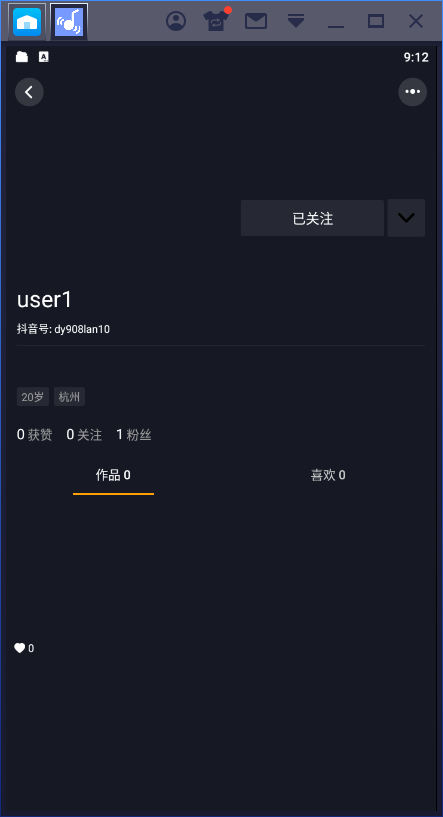 9:12
已关注
user1
抖音号: dy908lan10
20岁 杭州
0 获赞 0 关注 1 粉丝
作品 0 喜欢 0
0